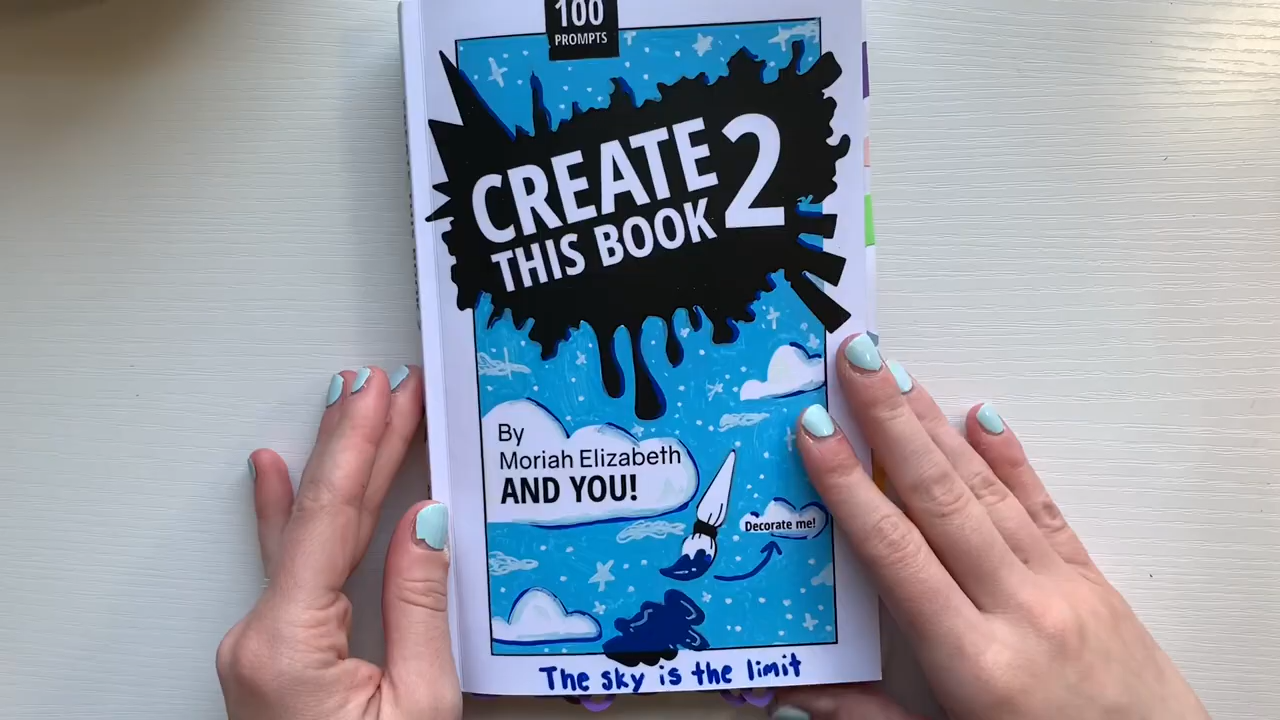 100
PROMPTS
CREATE 2
THIS BOOK
By
Moriah Elizabeth
AND YOU!
Decorate me!
The sky is the limit